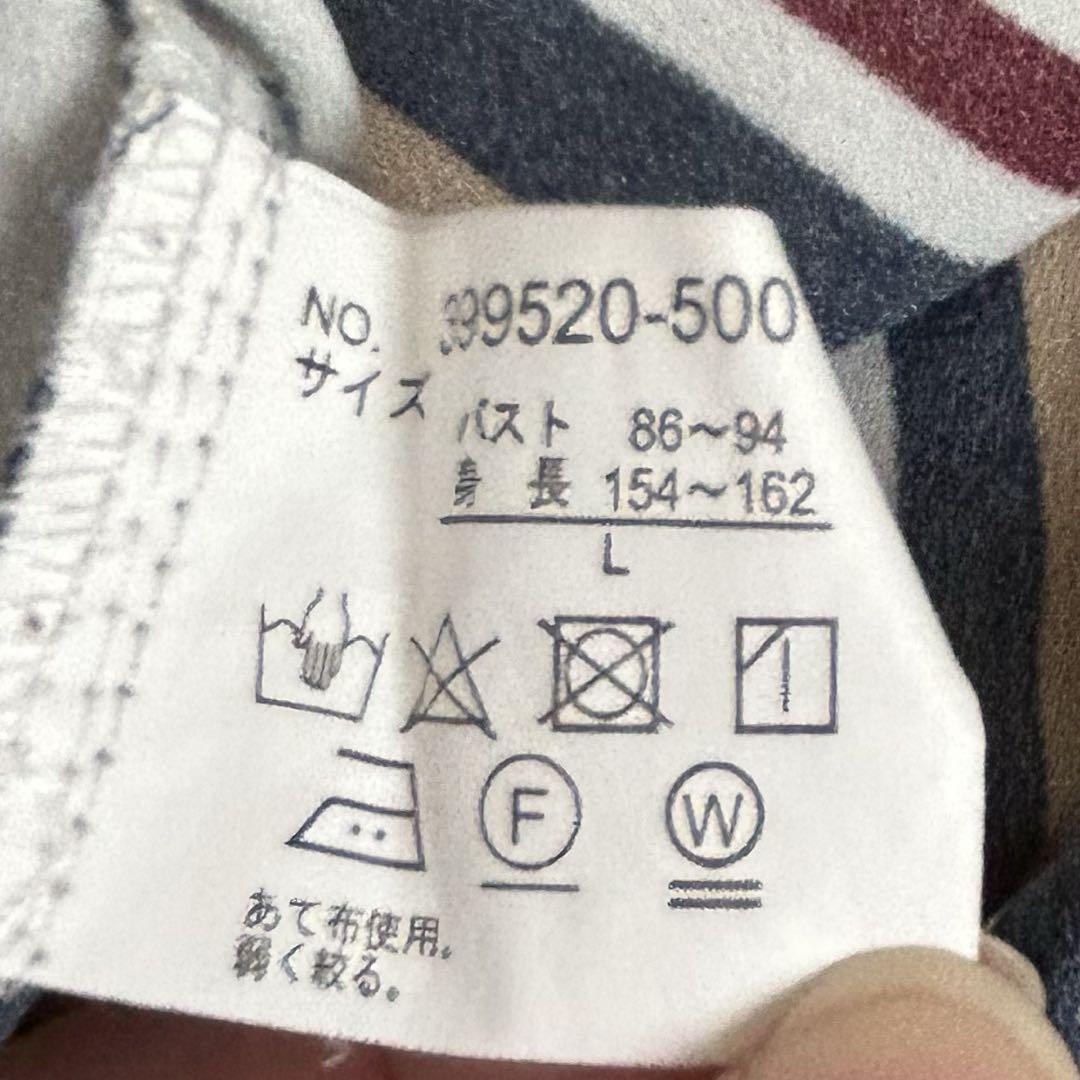 NO. 399520-500
サイズ
バスト 86～94
身長 154～162
L
F
W
あて布使用。
弱く絞る。